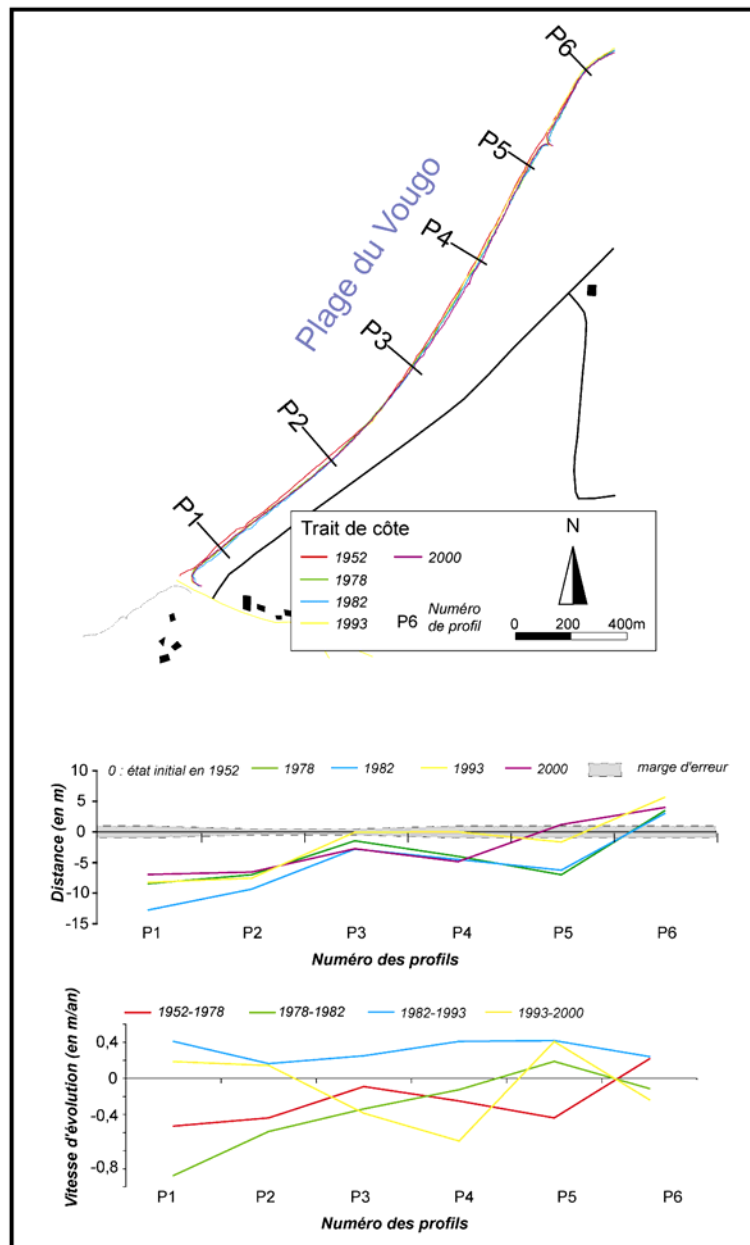 P6
P5
P4
P3
P2
P1
Plage du Vougo
Trait de côte
1952
2000
1978
1982
1993
P6 Numéro de profil
N
0 200 400m
0 : état initial en 1952 1978 1982 1993 2000 marge d'erreur
Distance (en m)
10
5
0
-5
-10
-15
P1 P2 P3 P4 P5 P6
Numéro des profils
1952-1978 1978-1982 1982-1993 1993-2000
Vitesse d'évolution (en m/an)
0,4
0
-0,4
-0,8
P1 P2 P3 P4 P5 P6
Numéro des profils